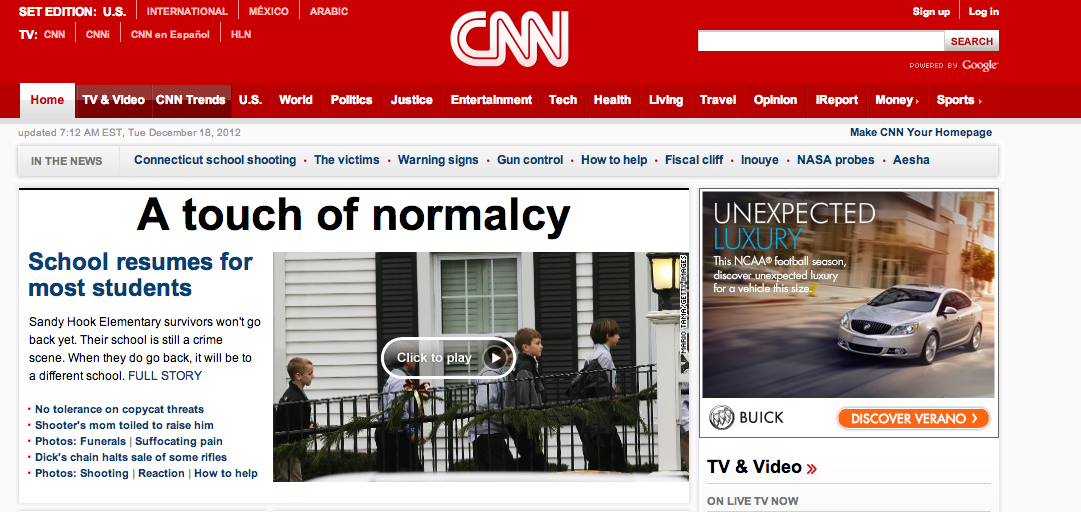 SET EDITION: U.S. INTERNATIONAL MÉXICO ARABIC
TV: CNN CNNi CNN en Español HLN
CNN
Sign up Log in
SEARCH
POWERED BY Google
Home TV & Video CNN Trends U.S. World Politics Justice Entertainment Tech Health Living Travel Opinion iReport Money › Sports ›
updated 7:12 AM EST, Tue December 18, 2012
Make CNN Your Homepage
IN THE NEWS Connecticut school shooting • The victims • Warning signs • Gun control • How to help • Fiscal cliff • Inouye • NASA probes • Aesha
A touch of normalcy
School resumes for
most students
Sandy Hook Elementary survivors won't go
back yet. Their school is still a crime
scene. When they do go back, it will be to
a different school. FULL STORY
• No tolerance on copycat threats
• Shooter's mom toiled to raise him
• Photos: Funerals | Suffocating pain
• Dick's chain halts sale of some rifles
• Photos: Shooting | Reaction | How to help
Click to play
MARIO TAMA/GETTY IMAGES
UNEXPECTED
LUXURY
This NCAA® football season,
discover unexpected luxury
for a vehicle this size.
BUICK
DISCOVER VERANO >
TV & Video »
ON LIVE TV NOW